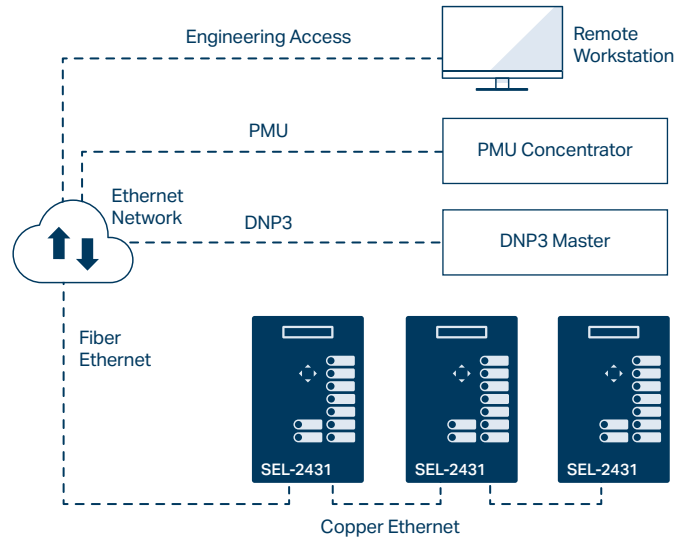 Engineering Access
Remote
Workstation
PMU
PMU Concentrator
Ethernet
Network
DNP3
DNP3 Master
Fiber
Ethernet
SEL-2431
SEL-2431
SEL-2431
Copper Ethernet